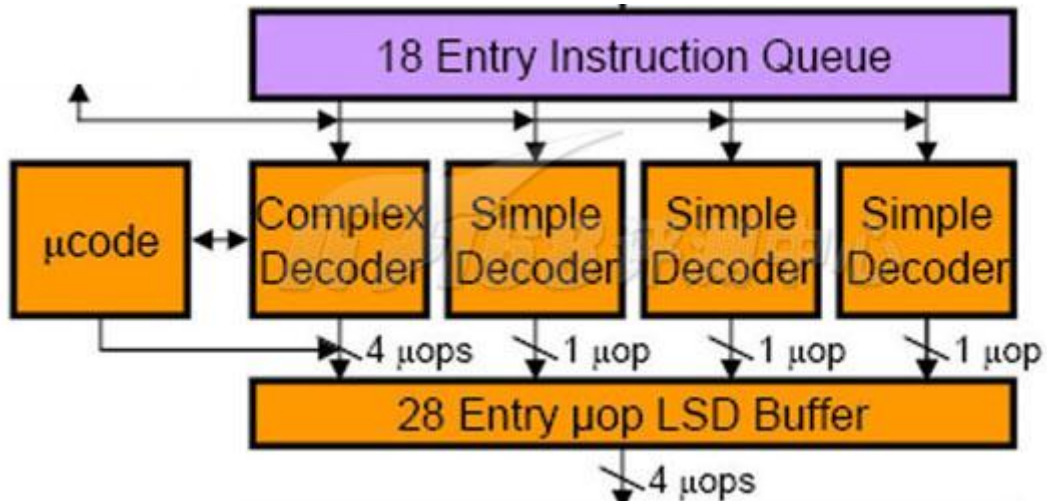 18 Entry Instruction Queue
μcode
Complex
Decoder
Simple
Decoder
Simple
Decoder
Simple
Decoder
4 μops
1 μop
1 μop
1 μop
28 Entry μop LSD Buffer
4 μops